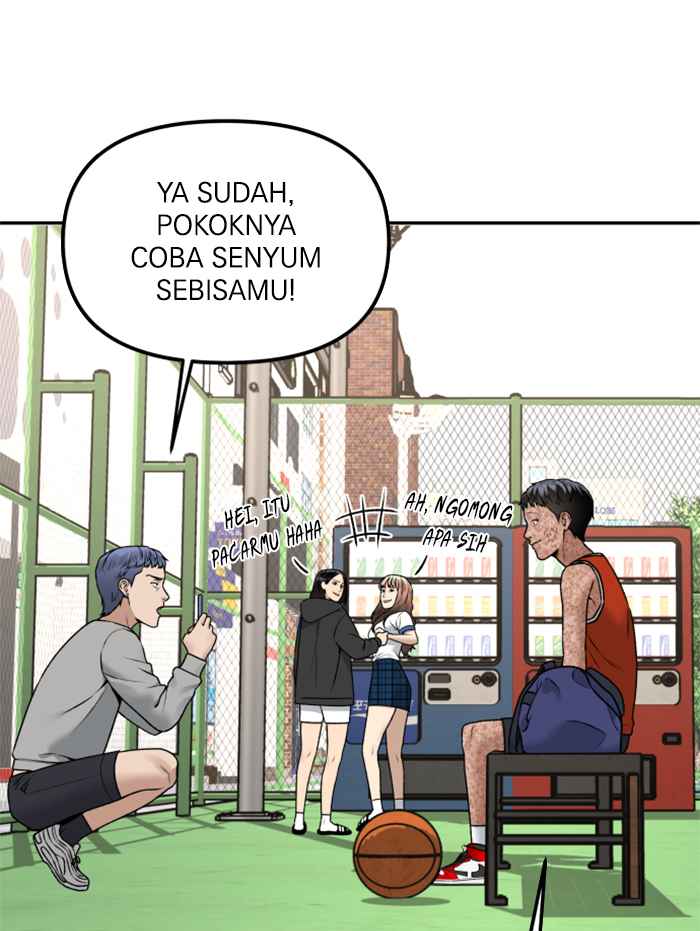 YA SUDAH,
POKOKNYA
COBA SENYUM
SEBISAMU!
HEI, ITU
PACARMU HAHA
AH, NGOMONG
APA SIH